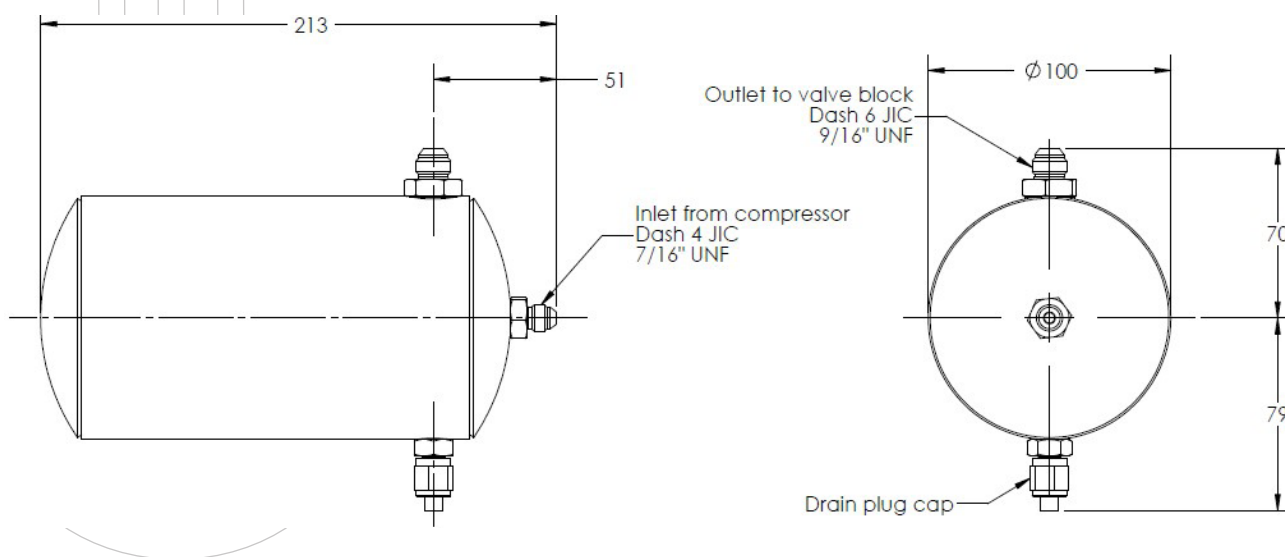 213
51
Inlet from compressor
Dash 4 JIC
7/16" UNF
Ø100
Outlet to valve block
Dash 6 JIC
9/16" UNF
70
79
Drain plug cap